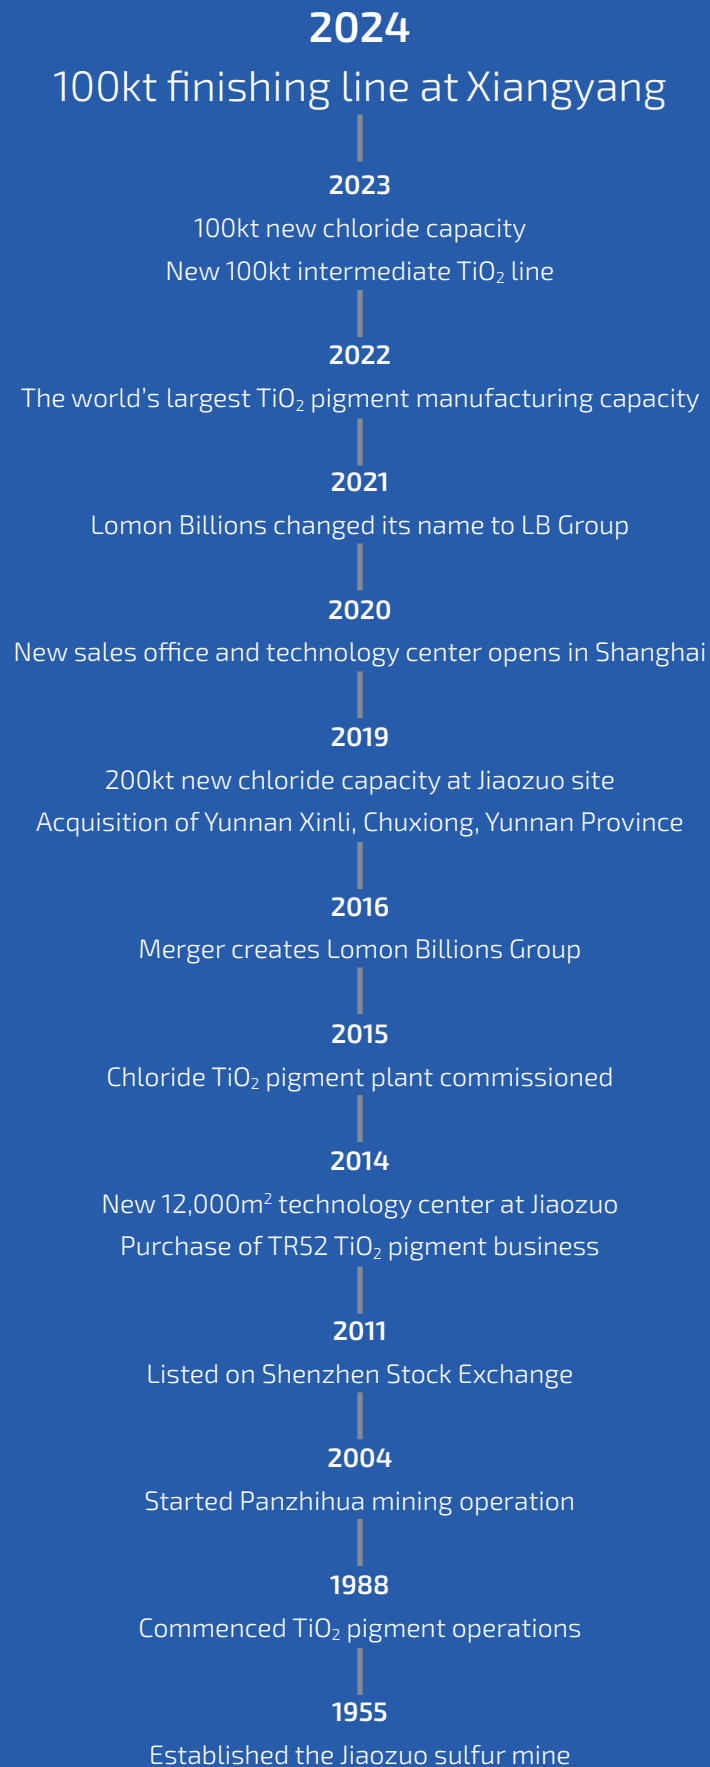 2024
100kt finishing line at Xiangyang
2023
100kt new chloride capacity
New 100kt intermediate TiO₂ line
2022
The world’s largest TiO₂ pigment manufacturing capacity
2021
Lomon Billions changed its name to LB Group
2020
New sales office and technology center opens in Shanghai
2019
200kt new chloride capacity at Jiaozuo site
Acquisition of Yunnan Xinli, Chuxiong, Yunnan Province
2016
Merger creates Lomon Billions Group
2015
Chloride TiO₂ pigment plant commissioned
2014
New 12,000m² technology center at Jiaozuo
Purchase of TR52 TiO₂ pigment business
2011
Listed on Shenzhen Stock Exchange
2004
Started Panzhihua mining operation
1988
Commenced TiO₂ pigment operations
1955
Established the Jiaozuo sulfur mine